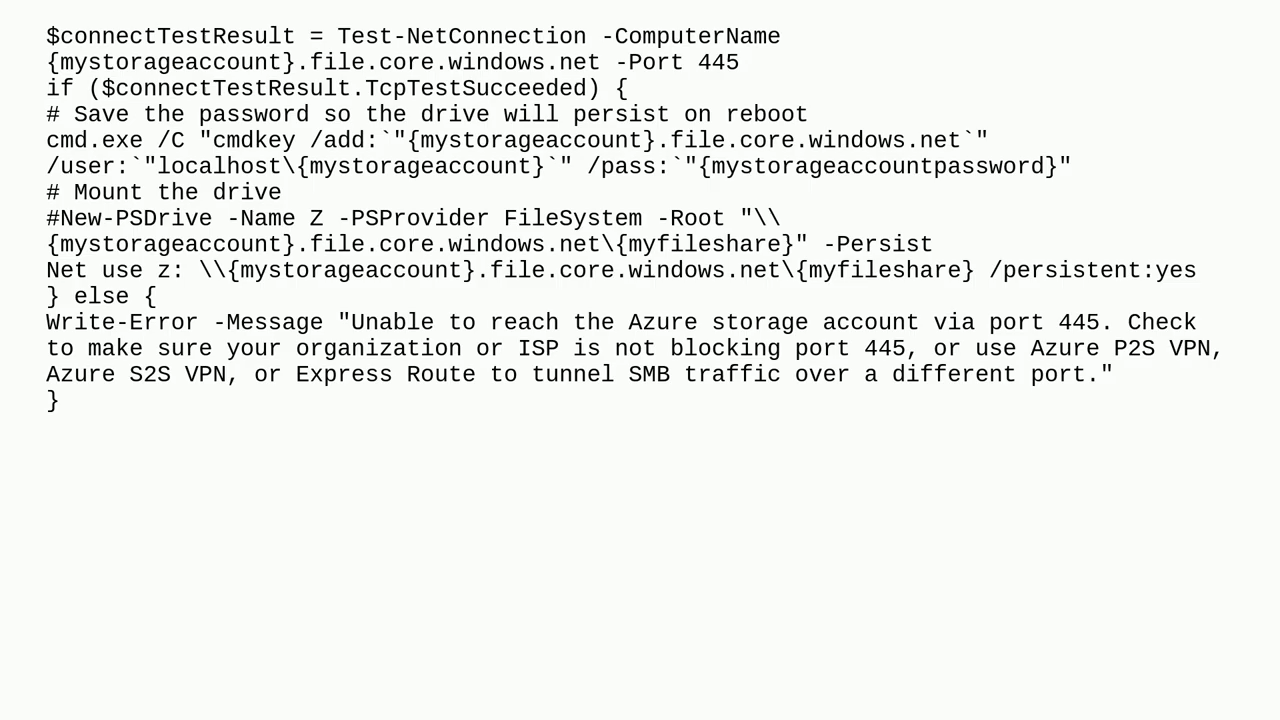 $connectTestResult = Test-NetConnection -ComputerName
{mystorageaccount}.file.core.windows.net -Port 445
if ($connectTestResult.TcpTestSucceeded) {
# Save the password so the drive will persist on reboot
cmd.exe /C "cmdkey /add:`"{mystorageaccount}.file.core.windows.net`"
/user:`"localhost\{mystorageaccount}`" /pass:`"{mystorageaccountpassword}"
# Mount the drive
#New-PSDrive -Name Z -PSProvider FileSystem -Root "\\
{mystorageaccount}.file.core.windows.net\{myfileshare}" -Persist
Net use z: \\{mystorageaccount}.file.core.windows.net\{myfileshare} /persistent:yes
} else {
Write-Error -Message "Unable to reach the Azure storage account via port 445. Check
to make sure your organization or ISP is not blocking port 445, or use Azure P2S VPN,
Azure S2S VPN, or Express Route to tunnel SMB traffic over a different port."
}